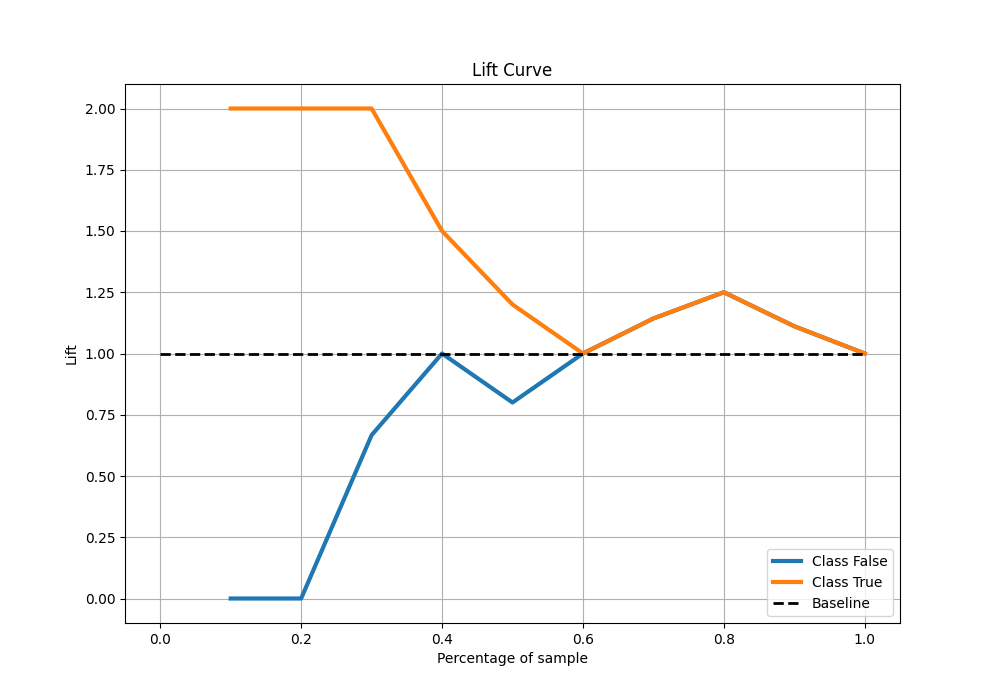 Lift Curve
2.00
1.75
1.50
1.25
1.00
0.75
0.50
0.25
0.00
Lift
0.0 0.2 0.4 0.6 0.8 1.0
Percentage of sample
Class False
Class True
Baseline